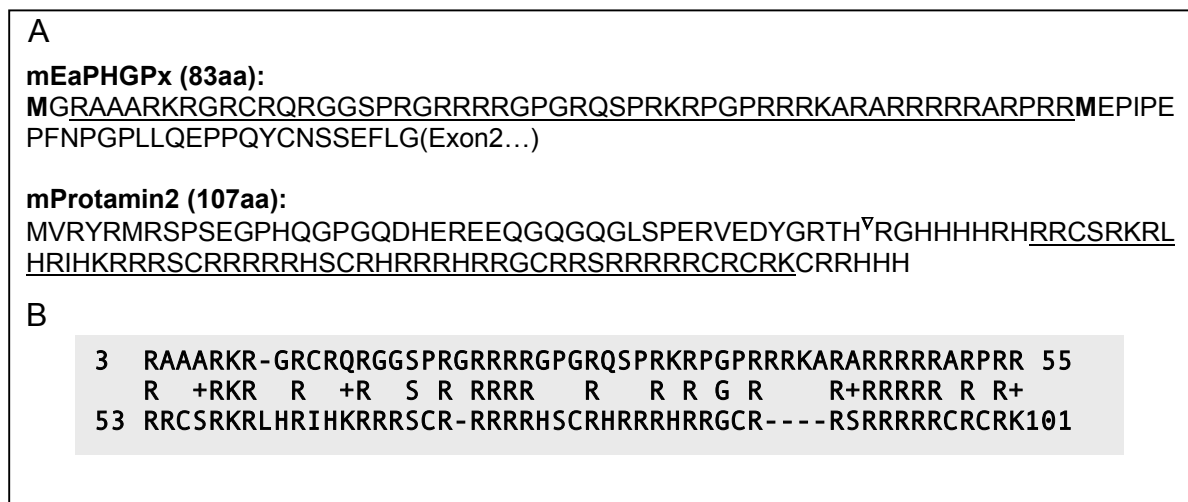 A
mEaPHGPx (83aa):
MGRAAARKRGRCRQRGGSPRGRRRRGPGRQSPRKRPGPRRRKARARRRRRARPRRMEPIPE
PFNPGPLLQEPPQYCNSSEFLG(Exon2…)
mProtamin2 (107aa):
MVRYRMRSPSEGPHQGPGQDHEREEQGQGQGLSPERVEDYGRTH∇RGHHHHRHRRCSRKRL
HRIHKRRRSCRRRRRHSCRHRRRHRRGCRRSRRRRRCRCRKCRRHHH
B
3 RAAARKR-GRCRQRGGSPRGRRRRGPGRQSPRKRPGPRRRKARARRRRRARPRR 55
R +RKR R +R S R RRRR R R R G R R+RRRRR R R+
53 RRCSRKRLHRIHKRRRSCR-RRRRHSCRHRRRHRRGCR----RSRRRRRCRCRK101